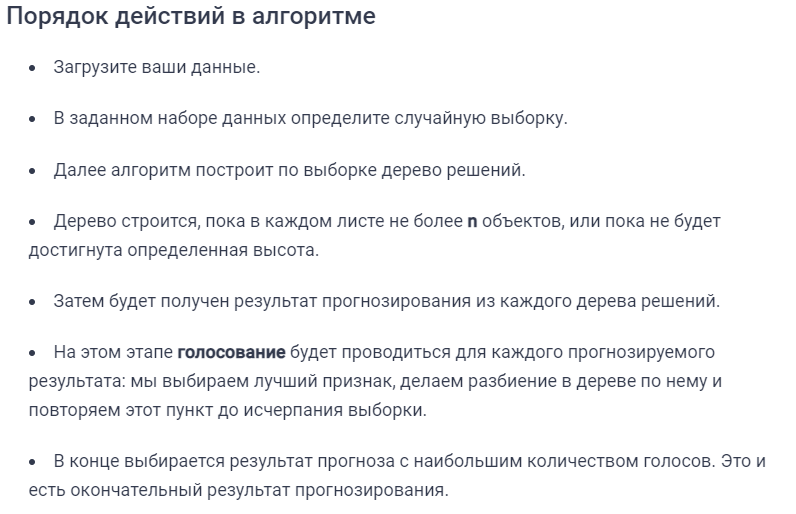 Порядок действий в алгоритме
• Загрузите ваши данные.
• В заданном наборе данных определите случайную выборку.
• Далее алгоритм построит по выборке дерево решений.
• Дерево строится, пока в каждом листе не более n объектов, или пока не будет
достигнута определенная высота.
• Затем будет получен результат прогнозирования из каждого дерева решений.
• На этом этапе голосование будет проводиться для каждого прогнозируемого
результата: мы выбираем лучший признак, делаем разбиение в дереве по нему и
повторяем этот пункт до исчерпания выборки.
• В конце выбирается результат прогноза с наибольшим количеством голосов. Это и
есть окончательный результат прогнозирования.